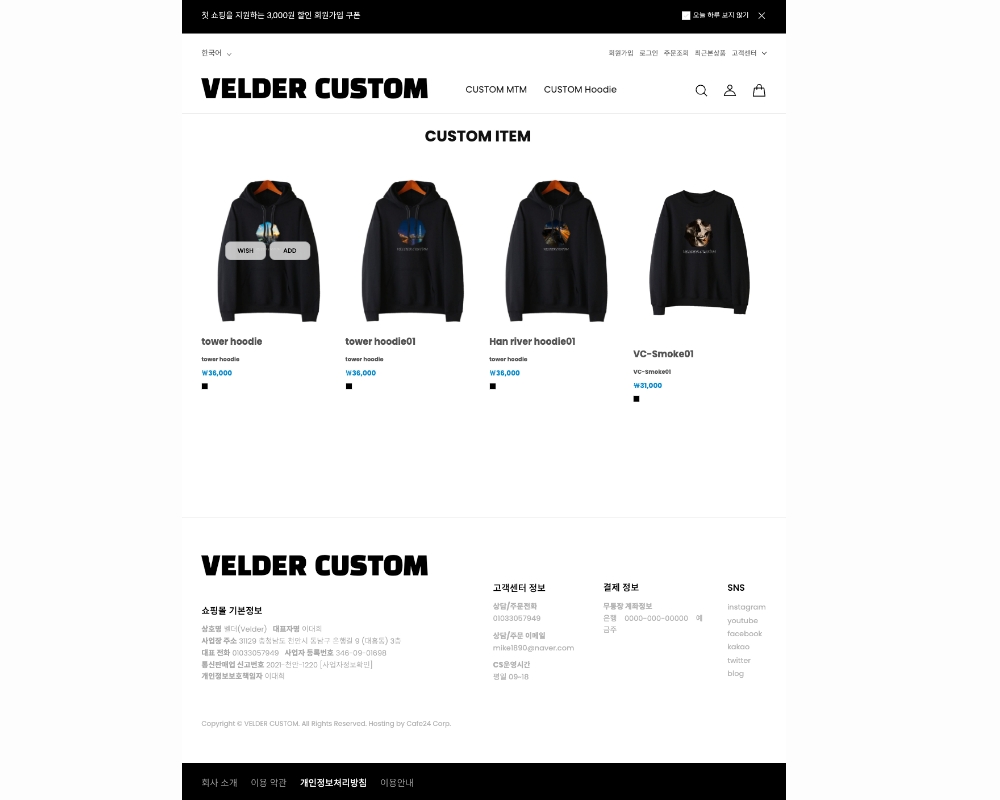 첫 쇼핑을 지원하는 3,000원 할인 회원가입 쿠폰
오늘 하루 보지 않기
한국어
회원가입 로그인 주문조회 최근본상품 고객센터
VELDER CUSTOM
CUSTOM MTM CUSTOM Hoodie
CUSTOM ITEM
WISH ADD
tower hoodie
tower hoodie
₩36,000
tower hoodie01
tower hoodie
₩36,000
Han river hoodie01
tower hoodie
₩36,000
VC-Smoke01
VC-Smoke01
₩31,000
VELDER CUSTOM
쇼핑몰 기본정보
상호명 벨더(Velder) 대표자명 이대희
사업장 주소 31129 충청남도 천안시 동남구 은행길 9 (대흥동) 3층
대표 전화 01033057949 사업자 등록번호 346-09-01698
통신판매업 신고번호 2021-천안-1220 [사업자정보확인]
개인정보보호책임자 이대희
고객센터 정보
상담/주문전화
01033057949
상담/주문 이메일
mike1890@naver.com
CS운영시간
평일 09-18
결제 정보
무통장 계좌정보
은행 0000-000-00000 예
금주
SNS
instagram
youtube
facebook
kakao
twitter
blog
Copyright © VELDER CUSTOM. All Rights Reserved. Hosting by Cafe24 Corp.
회사 소개 이용 약관 개인정보처리방침 이용안내